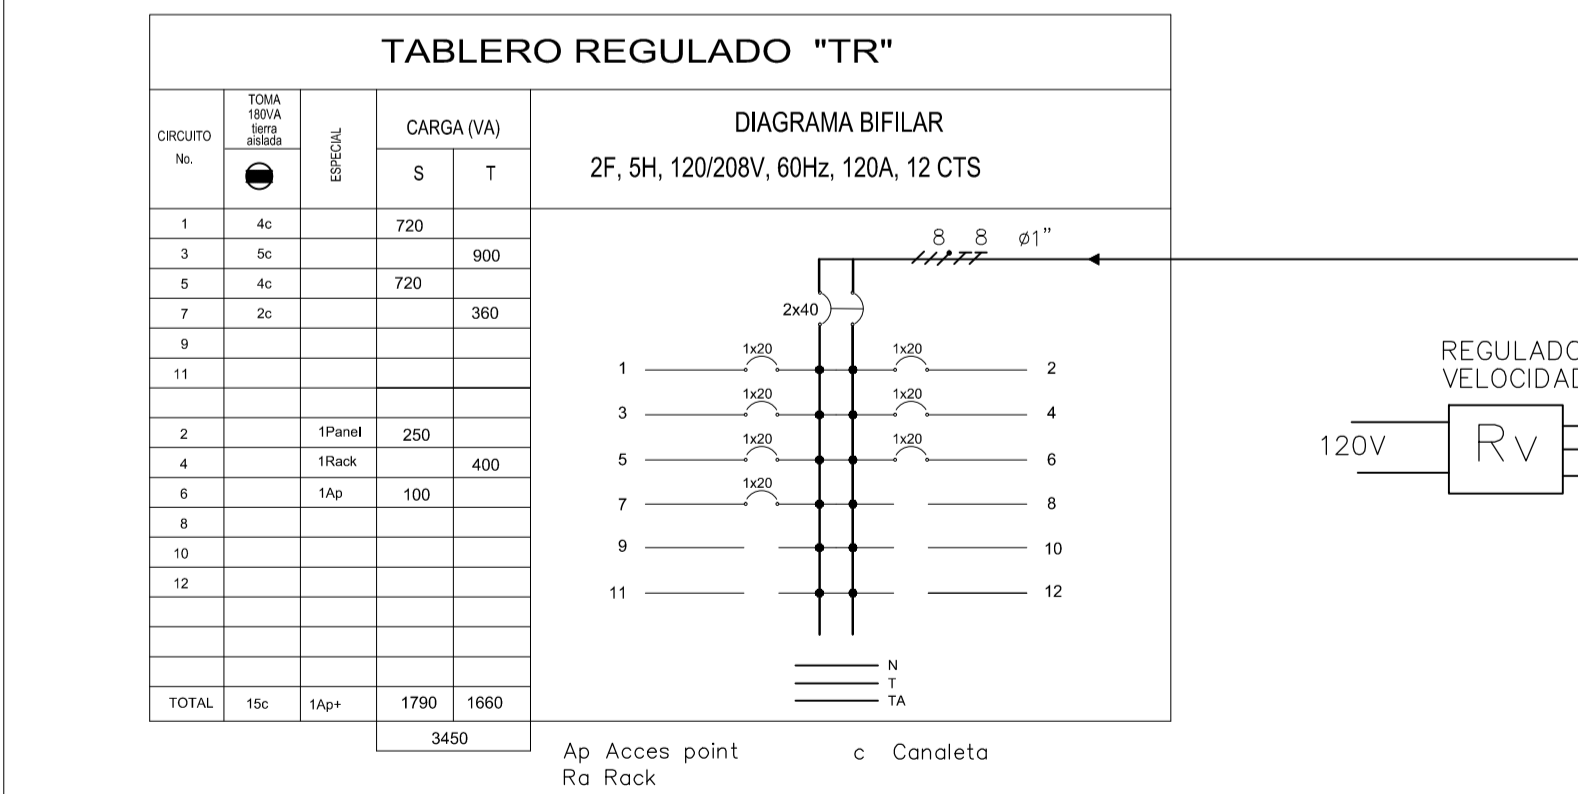 TABLERO REGULADO "TR"
CIRCUITO No.
TOMA 180VA tierra aislada
ESPECIAL
CARGA (VA)
S T
DIAGRAMA BIFILAR
2F, 5H, 120/208V, 60Hz, 120A, 12 CTS
1 4c 720
3 5c 900
5 4c 720
7 2c 360
9
11
2 1Panel 250
4 1Rack 400
6 1Ap 100
8
10
12
TOTAL 15c 1Ap+ 1790 1660
3450
8 8 ø1"
2x40
1 1x20 1x20 2
3 1x20 1x20 4
5 1x20 1x20 6
7 1x20 8
9 10
11 12
N
T
TA
Ap Acces point c Canaleta
Ra Rack
REGULADO
VELOCIDAD
120V
Rv